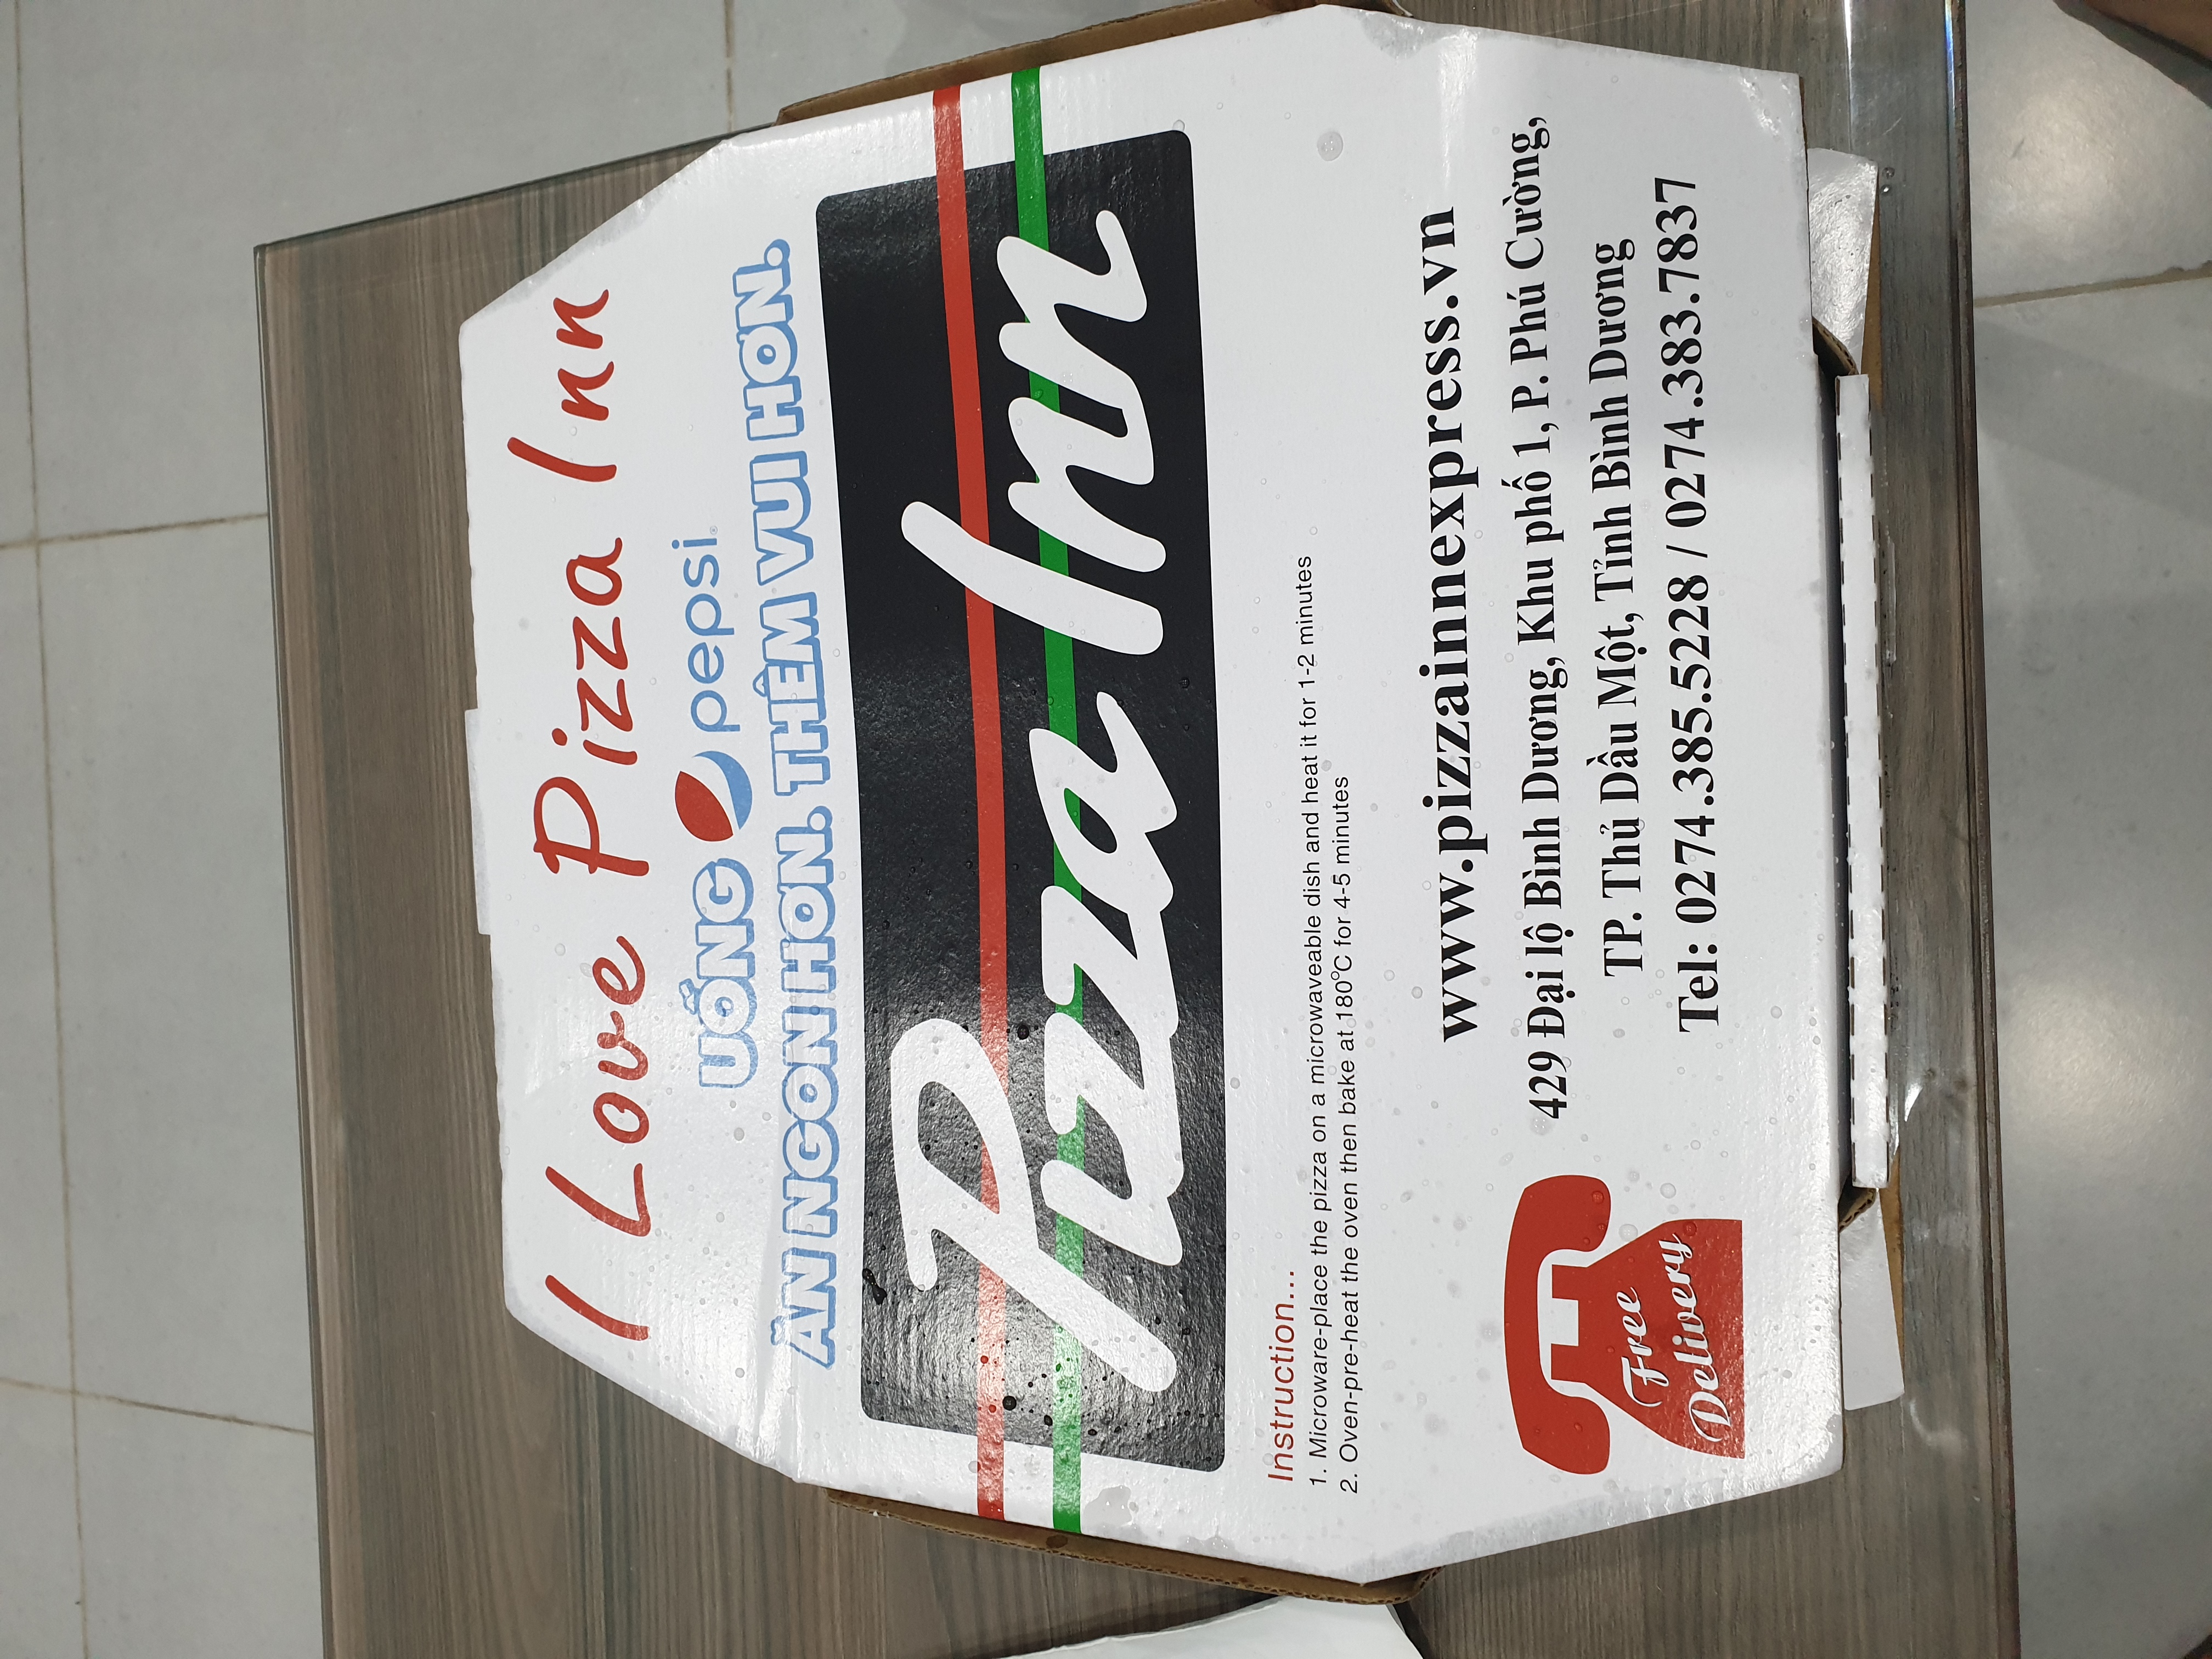 I Love Pizza Inn
UỐNG pepsi
ĂN NGON HƠN. THÊM VUI HƠN.
Pizza Inn
Instruction...
1. Microware-place the pizza on a microwaveable dish and heat it for 1-2 minutes
2. Oven-pre-heat the oven then bake at 180°C for 4-5 minutes
www.pizzainnexpress.vn
429 Đại lộ Bình Dương, Khu phố 1, P. Phú Cường,
TP. Thủ Dầu Một, Tỉnh Bình Dương
Tel: 0274.385.5228 / 0274.383.7837
Free
Delivery